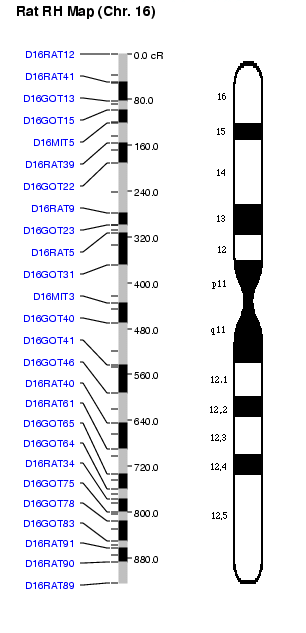 Rat RH Map (Chr. 16)
D16RAT12
D16RAT41
D16GOT13
D16GOT15
D16MIT5
D16RAT39
D16GOT22
D16RAT9
D16GOT23
D16RAT5
D16GOT31
D16MIT3
D16GOT40
D16GOT41
D16GOT46
D16RAT40
D16RAT61
D16GOT65
D16GOT64
D16RAT34
D16GOT75
D16GOT78
D16GOT83
D16RAT91
D16RAT90
D16RAT89
0.0 cR
80.0
160.0
240.0
320.0
400.0
480.0
560.0
640.0
720.0
800.0
880.0
16
15
14
13
12
p11
q11
12.1
12.2
12.3
12.4
12.5